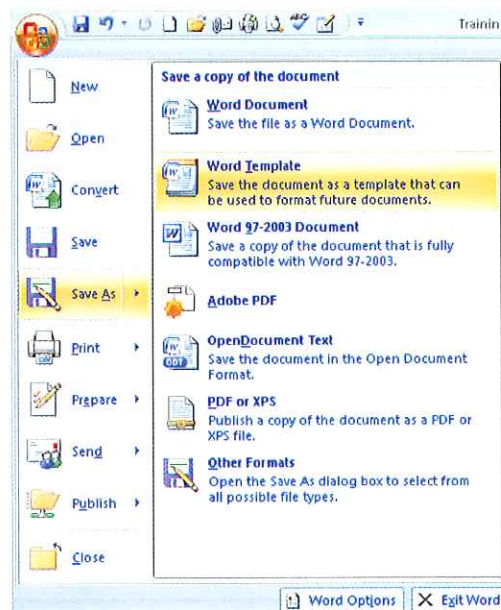 Trainin
New
Open
Convert
Save
Save As
Print
Prepare
Send
Publish
Close
Save a copy of the document
Word Document
Save the file as a Word Document.
Word Template
Save the document as a template that can
be used to format future documents.
Word 97-2003 Document
Save a copy of the document that is fully
compatible with Word 97-2003.
Adobe PDF
OpenDocument Text
Save the document in the Open Document
Format.
PDF or XPS
Publish a copy of the document as a PDF or
XPS file.
Other Formats
Open the Save As dialog box to select from
all possible file types.
Word Options
Exit Word